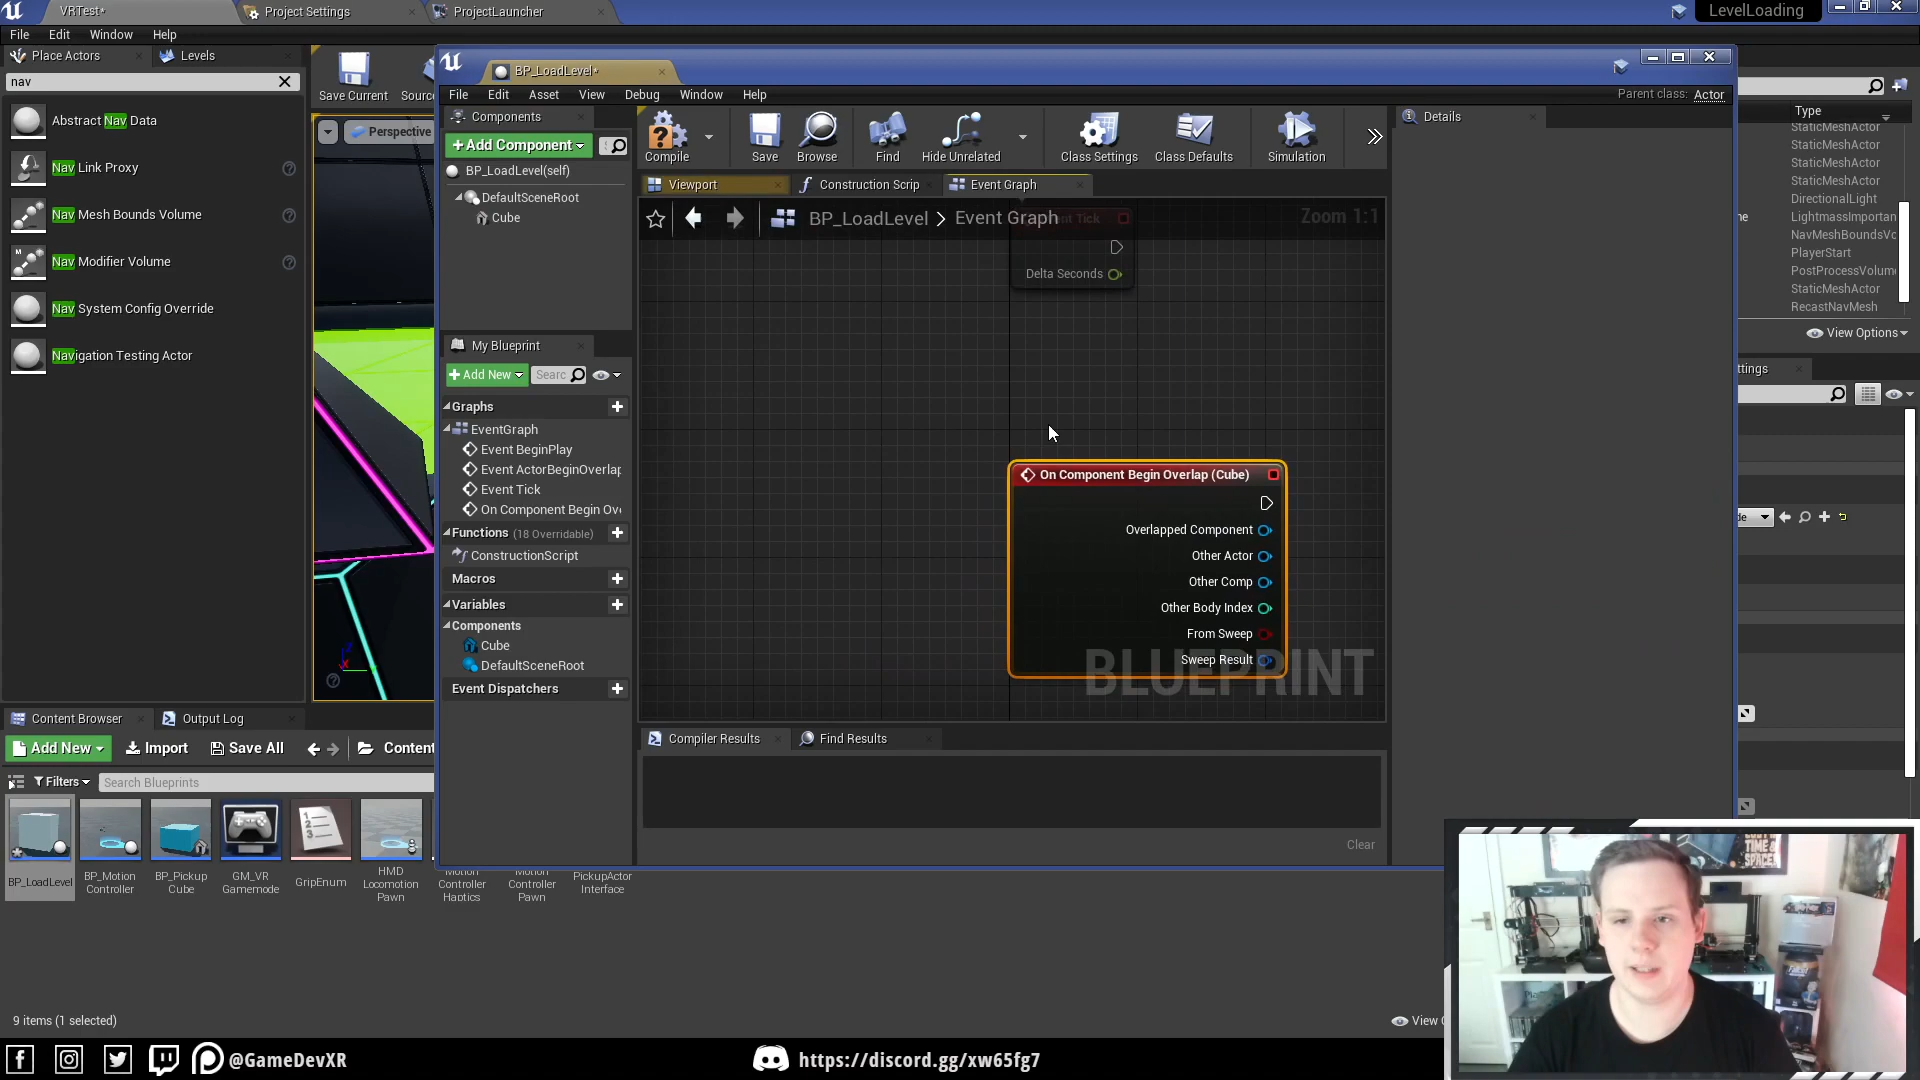 VRTest*
Project Settings
ProjectLauncher
LevelLoading
File Edit Window Help
Place Actors
Levels
nav
Abstract Nav Data
Nav Link Proxy
Nav Mesh Bounds Volume
Nav Modifier Volume
Nav System Config Override
Navigation Testing Actor
Save Current
Sourc
Perspective
BP_LoadLevel*
File Edit Asset View Debug Window Help
Parent class: Actor
Components
+Add Component
BP_LoadLevel(self)
DefaultSceneRoot
Cube
Compile
Save
Browse
Find
Hide Unrelated
Class Settings
Class Defaults
Simulation
Details
Viewport
Construction Scrip
Event Graph
BP_LoadLevel > Event Graph
Zoom 1:1
Delta Seconds
My Blueprint
+Add New
Searc
Graphs
EventGraph
Event BeginPlay
Event ActorBeginOverlap
Event Tick
On Component Begin Ove
Functions (18 Overridable)
ConstructionScript
Macros
Variables
Components
Cube
DefaultSceneRoot
Event Dispatchers
On Component Begin Overlap (Cube)
Overlapped Component
Other Actor
Other Comp
Other Body Index
From Sweep
Sweep Result
BLUEPRINT
Compiler Results
Find Results
Clear
Type
StaticMeshActor
StaticMeshActor
StaticMeshActor
StaticMeshActor
DirectionalLight
LightmassImportan
NavMeshBoundsVo
PlayerStart
PostProcessVolume
StaticMeshActor
RecastNavMesh
View Options
ttings
Content Browser
Output Log
Add New
Import
Save All
Content
Filters
Search Blueprints
BP_LoadLevel
BP_Motion Controller
BP_Pickup Cube
GM_VR Gamemode
GripEnum
HMD Locomotion Pawn
Motion Controller Haptics
Motion Controller Pawn
PickupActor Interface
9 items (1 selected)
View O
@GameDevXR
https://discord.gg/xw65fg7